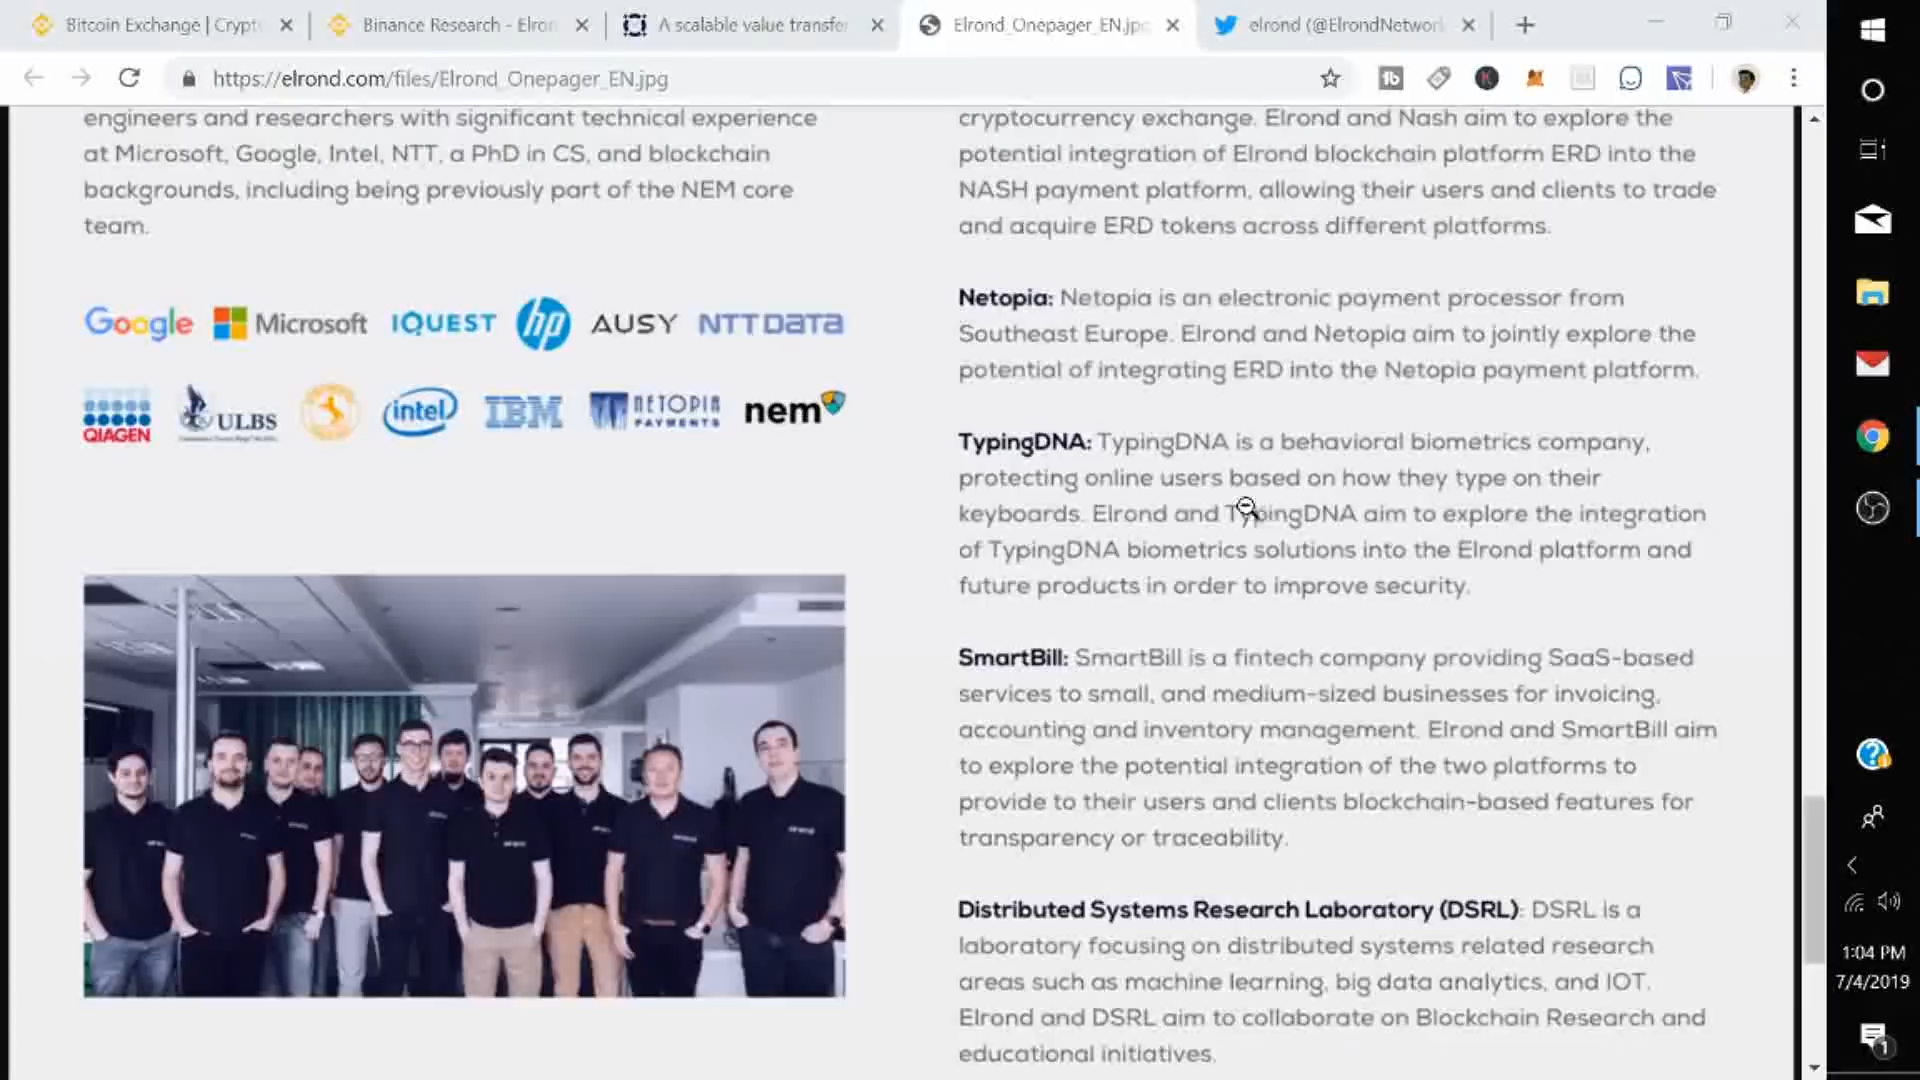 Bitcoin Exchange | Crypt
Binance Research - Elron
A scalable value transfe
Elrond_Onepager_EN.jpg
elrond (@ElrondNetwor
https://elrond.com/files/Elrond_Onepager_EN.jpg
engineers and researchers with significant technical experience
at Microsoft, Google, Intel, NTT, a PhD in CS, and blockchain
backgrounds, including being previously part of the NEM core
team.
Google Microsoft IQUEST hp AUSY NTT DATA
QIAGEN ULBS intel IBM NETOPIA PAYMENTS nem
cryptocurrency exchange. Elrond and Nash aim to explore the
potential integration of Elrond blockchain platform ERD into the
NASH payment platform, allowing their users and clients to trade
and acquire ERD tokens across different platforms.
Netopia: Netopia is an electronic payment processor from
Southeast Europe. Elrond and Netopia aim to jointly explore the
potential of integrating ERD into the Netopia payment platform.
TypingDNA: TypingDNA is a behavioral biometrics company,
protecting online users based on how they type on their
keyboards. Elrond and TypingDNA aim to explore the integration
of TypingDNA biometrics solutions into the Elrond platform and
future products in order to improve security.
SmartBill: SmartBill is a fintech company providing SaaS-based
services to small, and medium-sized businesses for invoicing,
accounting and inventory management. Elrond and SmartBill aim
to explore the potential integration of the two platforms to
provide to their users and clients blockchain-based features for
transparency or traceability.
Distributed Systems Research Laboratory (DSRL): DSRL is a
laboratory focusing on distributed systems related research
areas such as machine learning, big data analytics, and IOT.
Elrond and DSRL aim to collaborate on Blockchain Research and
educational initiatives.
1:04 PM
7/4/2019
1